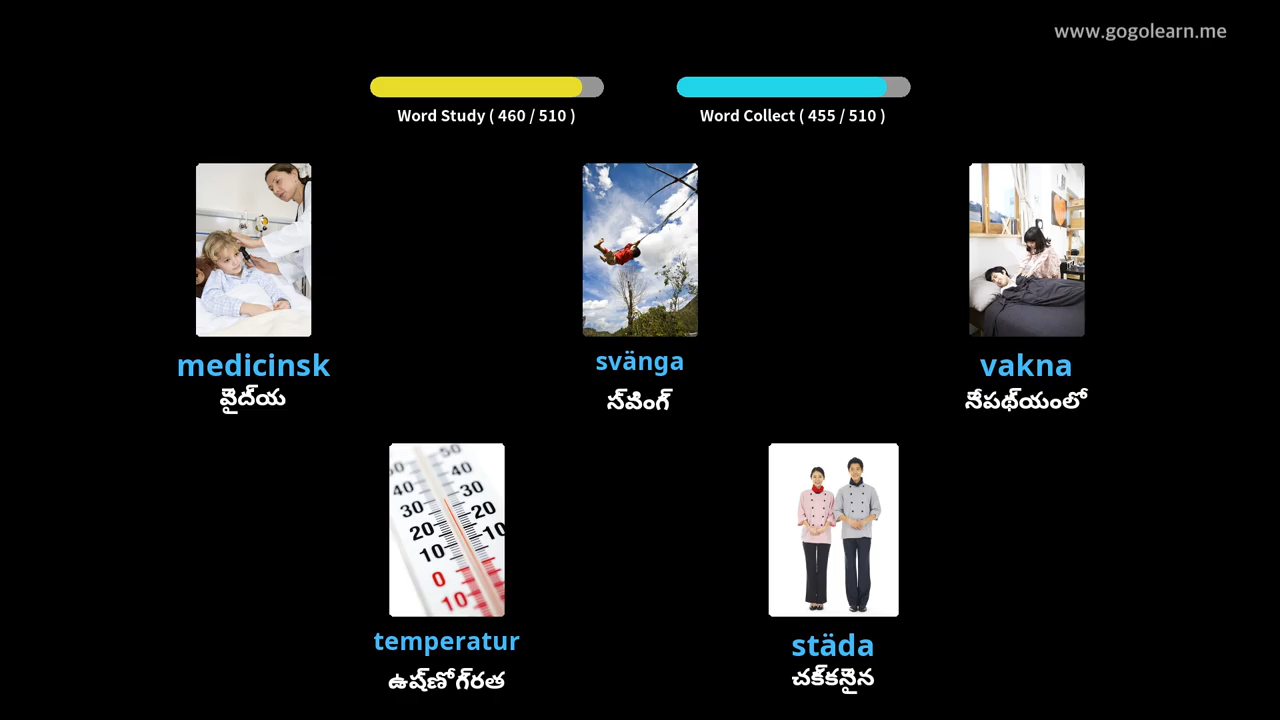 www.gogolearn.me
Word Study ( 460 / 510 )
Word Collect ( 455 / 510 )
medicinsk
వైద్య
svänga
స్వింగ్
vakna
నేపథ్యంలో
temperatur
ఉష్ణోగ్రత
städa
చక్కనైన